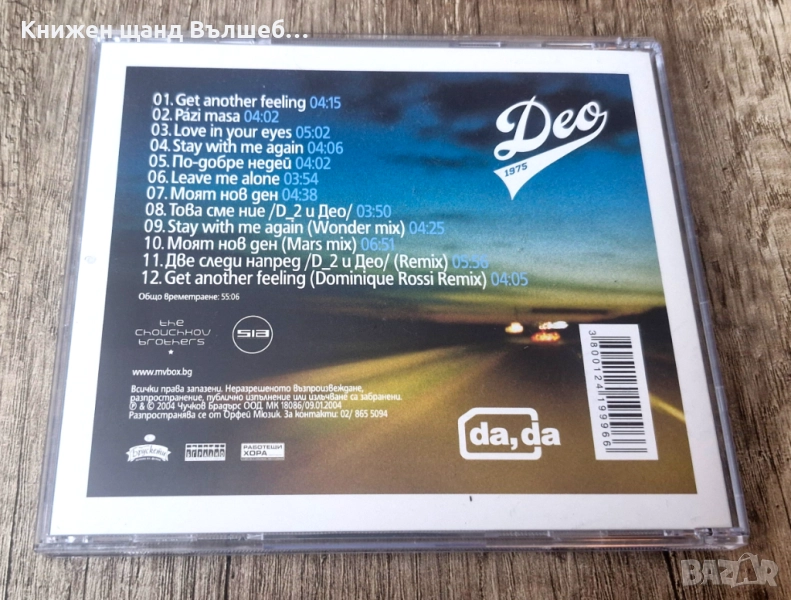 Книжен щанд Вълшеб...
01. Get another feeling 04:15
02. Pázi masa 04:02
03. Love in your eyes 05:02
04. Stay with me again 04:06
05. По-добре недей 04:02
06. Leave me alone 03:54
07. Моят нов ден 04:38
08. Това сме ние /D_2 и Део/ 03:50
09. Stay with me again (Wonder mix) 04:25
10. Моят нов ден (Mars mix) 06:51
11. Две следи напред /D_2 и Део/ (Remix) 05:36
12. Get another feeling (Dominique Rossi Remix) 04:05
Общо времетраене: 55:06
Део
1975
the
chouchkov
brothers
SIA
www.mvbox.bg
Всички права запазени. Неразрешеното възпроизвеждане,
разпространение, публично изпълнение или излъчване са забранени.
℗ & © 2004 Чучков Брадърс ООД. МК 18086/09.01.2004
Разпространява се от Орфей Мюзик. За контакти: 02/ 865 5094
РАБОТЕЩИ
ХОРА
da, da
3800124199966
BAZAR